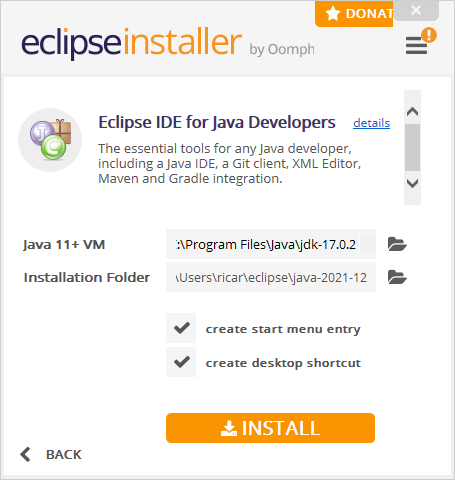 DONAT
eclipseinstaller by Oomph
!
Eclipse IDE for Java Developers details
The essential tools for any Java developer,
including a Java IDE, a Git client, XML Editor,
Maven and Gradle integration.
Java 11+ VM :\Program Files\Java\jdk-17.0.2
Installation Folder \Users\ricar\eclipse\java-2021-12
create start menu entry
create desktop shortcut
INSTALL
BACK